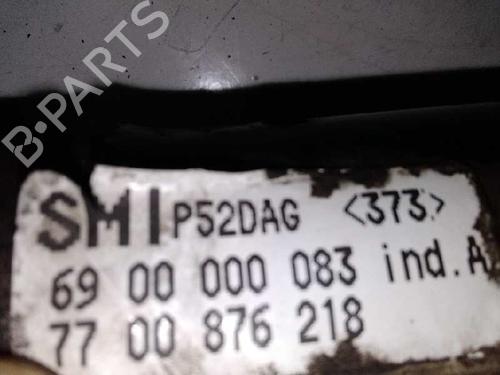 B-PARTS
SMI P52DAG <373>
69 00 000 083 ind.A
77 00 876 218